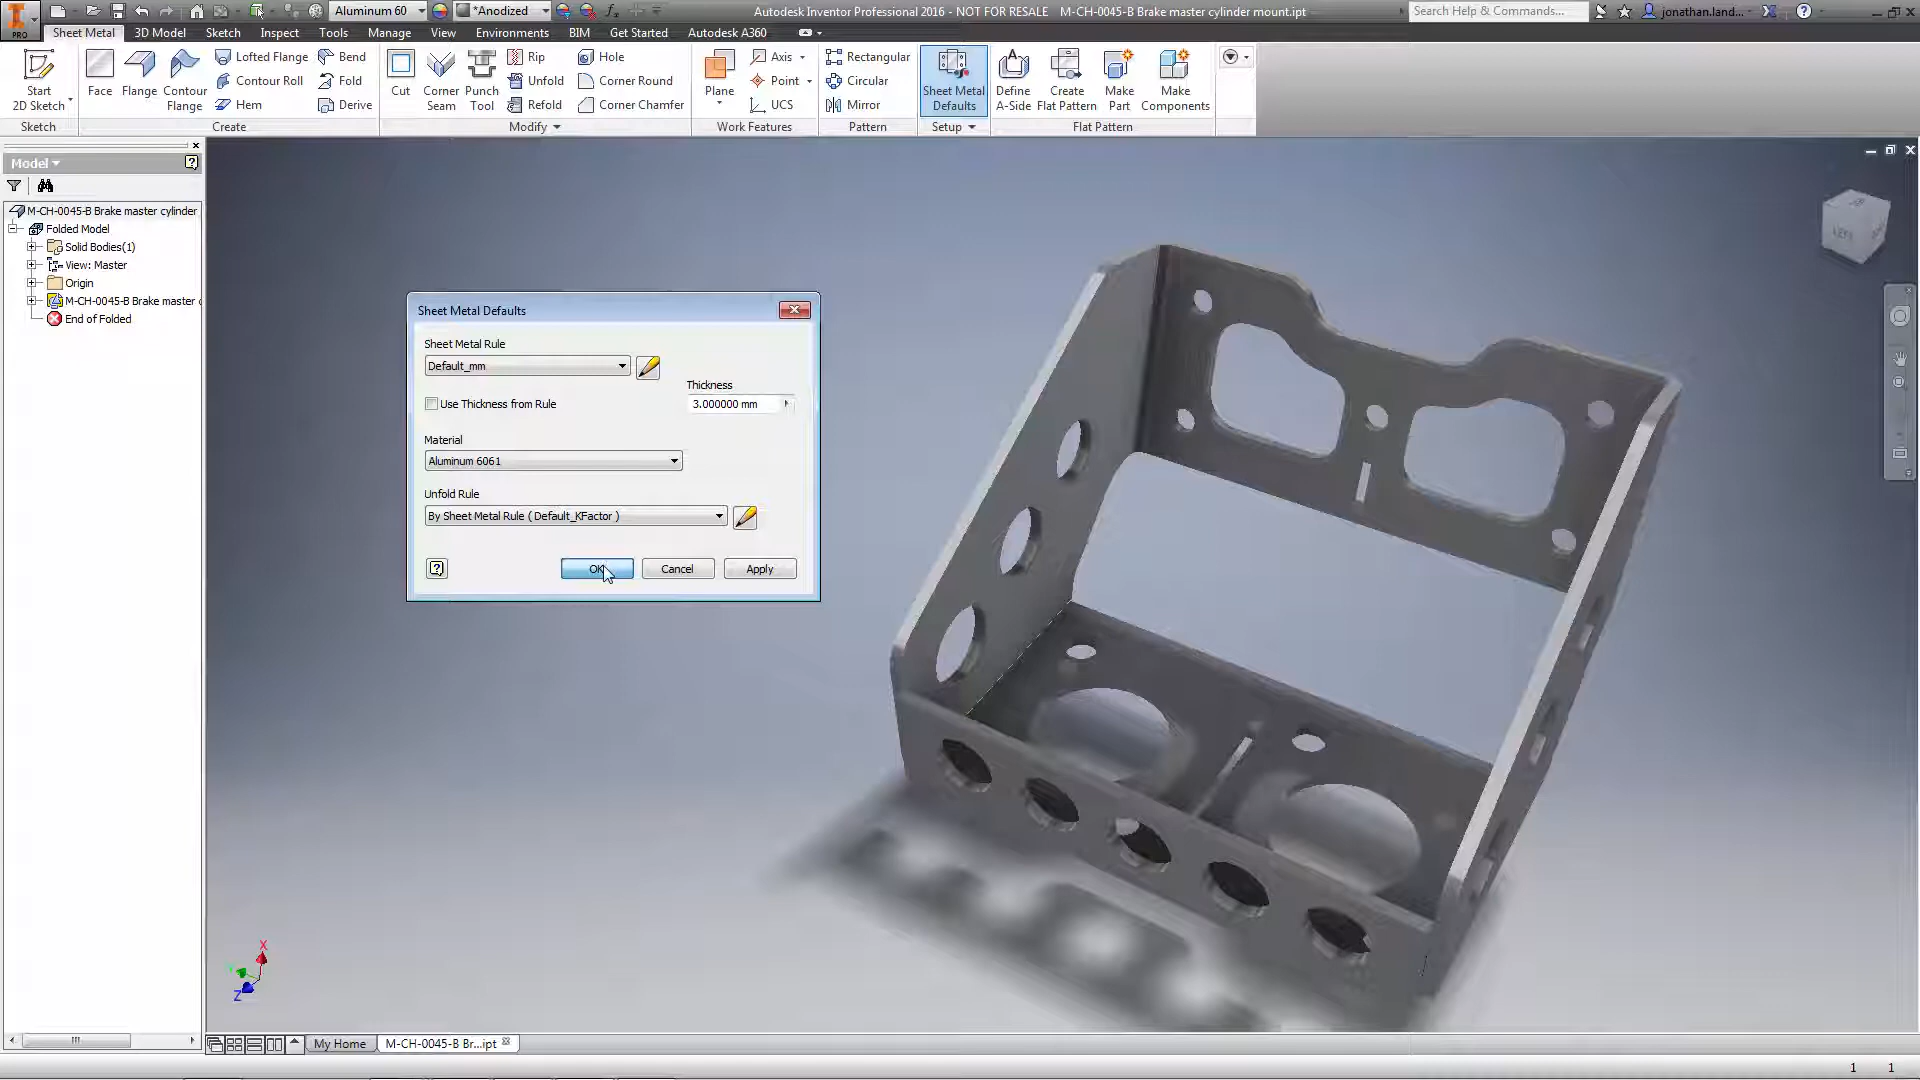 Aluminum 60
*Anodized
Autodesk Inventor Professional 2016 - NOT FOR RESALE M-CH-0045-B Brake master cylinder mount.ipt
Search Help & Commands...
jonathan.land...
PRO
Sheet Metal
3D Model
Sketch
Inspect
Tools
Manage
View
Environments
BIM
Get Started
Autodesk A360
Start
2D Sketch
Sketch
Face
Flange
Contour
Flange
Lofted Flange
Contour Roll
Hem
Bend
Fold
Derive
Create
Cut
Corner
Seam
Punch
Tool
Rip
Unfold
Refold
Hole
Corner Round
Corner Chamfer
Modify
Plane
Axis
Point
UCS
Work Features
Rectangular
Circular
Mirror
Pattern
Sheet Metal
Defaults
Setup
Define
A-Side
Create
Flat Pattern
Make
Part
Make
Components
Flat Pattern
Model
M-CH-0045-B Brake master cylinder
Folded Model
Solid Bodies(1)
View: Master
Origin
M-CH-0045-B Brake master c
End of Folded
Sheet Metal Defaults
Sheet Metal Rule
Default_mm
Thickness
Use Thickness from Rule
3.000000 mm
Material
Aluminum 6061
Unfold Rule
By Sheet Metal Rule ( Default_KFactor )
OK
Cancel
Apply
LEFT
X
Z
My Home
M-CH-0045-B Br...ipt
1 1